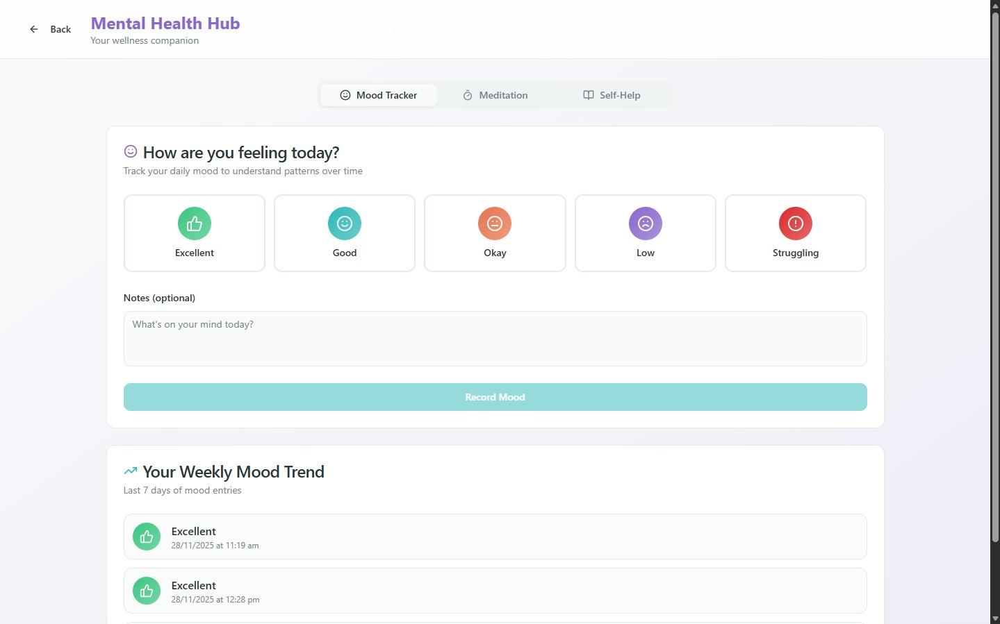 Back
Mental Health Hub
Your wellness companion
Mood Tracker
Meditation
Self-Help
How are you feeling today?
Track your daily mood to understand patterns over time
Excellent
Good
Okay
Low
Struggling
Notes (optional)
What's on your mind today?
Record Mood
Your Weekly Mood Trend
Last 7 days of mood entries
Excellent
28/11/2025 at 11:19 am
Excellent
28/11/2025 at 12:28 pm